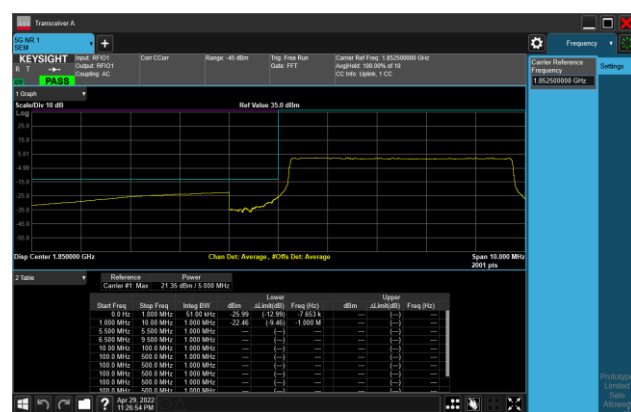 Transceiver A
5G NR 1
SEM
Frequency
KEYSIGHT
R T
PASS
Input: RFIO1
Output: RFIO1
Coupling: AC
Corr CCorr
Range: -45 dBm
Trig: Free Run
Gate: FFT
Carrier Ref Freq: 1.852500000 GHz
Avg|Hold: 100.00% of 10
CC Info: Uplink, 1 CC
Carrier Reference
Frequency
1.852500000 GHz
Settings
1 Graph
Scale/Div 10 dB
Ref Value 35.0 dBm
Log
25.0
15.0
5.01
-4.99
-15.0
-25.0
-35.0
-45.0
-55.0
Disp Center 1.850000 GHz
Chan Det: Average , #Offs Det: Average
Span 10.000 MHz
2001 pts
2 Table
Reference Power
Carrier #1 Max 21.35 dBm / 5.000 MHz
Lower Upper
Start Freq Stop Freq Integ BW dBm ΔLimit(dB) Freq (Hz) dBm ΔLimit(dB) Freq (Hz)
0.0 Hz 1.000 MHz 51.00 kHz -25.99 (-12.99) -7.653 k --- (---) ---
1.000 MHz 10.00 MHz 1.000 MHz -22.46 (-9.46) -1.000 M --- (---) ---
5.500 MHz 5.500 MHz 1.000 MHz --- (---) --- --- (---) ---
6.500 MHz 9.500 MHz 1.000 MHz --- (---) --- --- (---) ---
10.00 MHz 100.0 MHz 1.000 MHz --- (---) --- --- (---) ---
100.0 MHz 500.0 MHz 1.000 MHz --- (---) --- --- (---) ---
100.0 MHz 500.0 MHz 1.000 MHz --- (---) --- --- (---) ---
100.0 MHz 500.0 MHz 1.000 MHz --- (---) --- --- (---) ---
100.0 MHz 500.0 MHz 1.000 MHz --- (---) --- --- (---) ---
100.0 MHz 500.0 MHz 1.000 MHz --- (---) --- --- (---) ---
Prototype
Limited
Sale
Allowed
?
Apr 29, 2022
11:26:54 PM